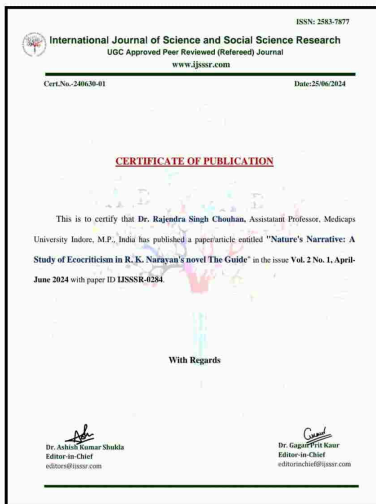 ISSN: 2583-7877
International Journal of Science and Social Science Research
UGC Approved Peer Reviewed (Refereed) Journal
www.ijsssr.com
Cert.No.-240630-01 Date:25/06/2024
CERTIFICATE OF PUBLICATION
This is to certify that Dr. Rajendra Singh Chouhan, Assistatant Professor, Medicaps
University Indore, M.P., India has published a paper/article entitled "Nature's Narrative: A
Study of Ecocriticism in R. K. Narayan's novel The Guide" in the issue Vol. 2 No. 1, April-
June 2024 with paper ID IJSSSR-0284.
With Regards
Dr. Ashish Kumar Shukla
Editor-in-Chief
editors@ijsssr.com
Dr. Gagan Prit Kaur
Editor-in-Chief
editorinchief@ijsssr.com